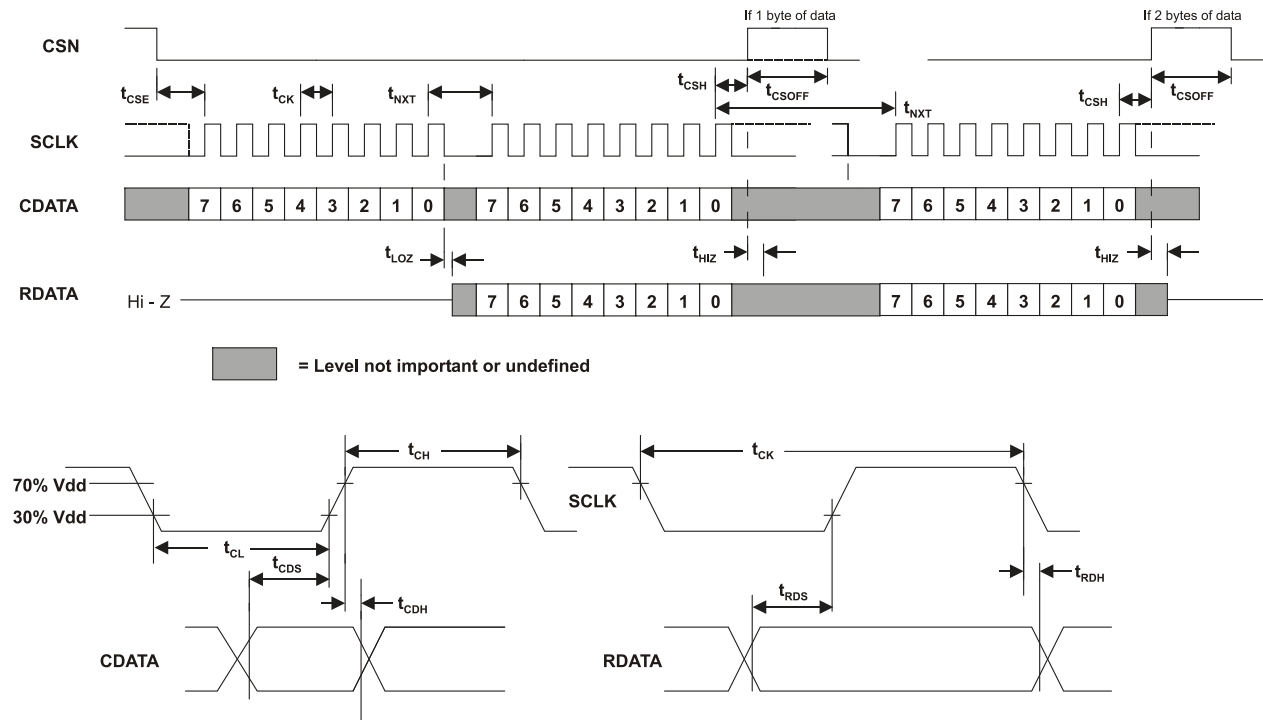 If 1 byte of data If 2 bytes of data
CSN
tCSE tCK tNXT tCSH tCSOFF tNXT tCSH tCSOFF
SCLK
CDATA 7 6 5 4 3 2 1 0 7 6 5 4 3 2 1 0 7 6 5 4 3 2 1 0
tLOZ tHIZ tHIZ
RDATA Hi - Z 7 6 5 4 3 2 1 0 7 6 5 4 3 2 1 0
= Level not important or undefined
tCH tCK
70% Vdd SCLK
30% Vdd
tCL
tCDS tRDH
tCDH tRDS
CDATA RDATA